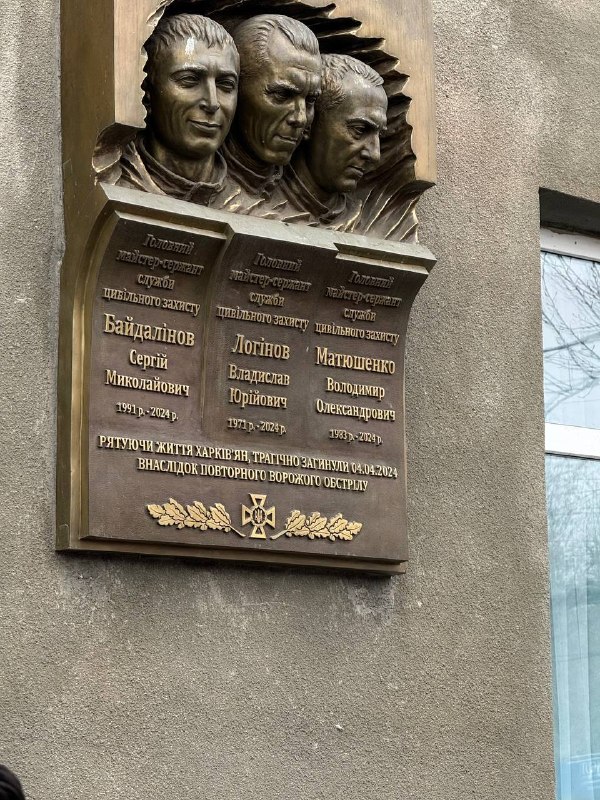 Головний
майстер-сержант
служби
цивільного захисту
Байдалінов
Сергій
Миколайович
1991 р.-2024 р.
Головний
майстер-сержант
служби
цивільного захисту
Логінов
Владислав
Юрійович
1971 р.-2024 р.
Головний
майстер-сержант
служби
цивільного захисту
Матюшенко
Володимир
Олександрович
1983 р.-2024 р.
РЯТУЮЧИ ЖИТТЯ ХАРКІВ'ЯН, ТРАГІЧНО ЗАГИНУЛИ 04.04.2024
ВНАСЛІДОК ПОВТОРНОГО ВОРОЖОГО ОБСТРІЛУ